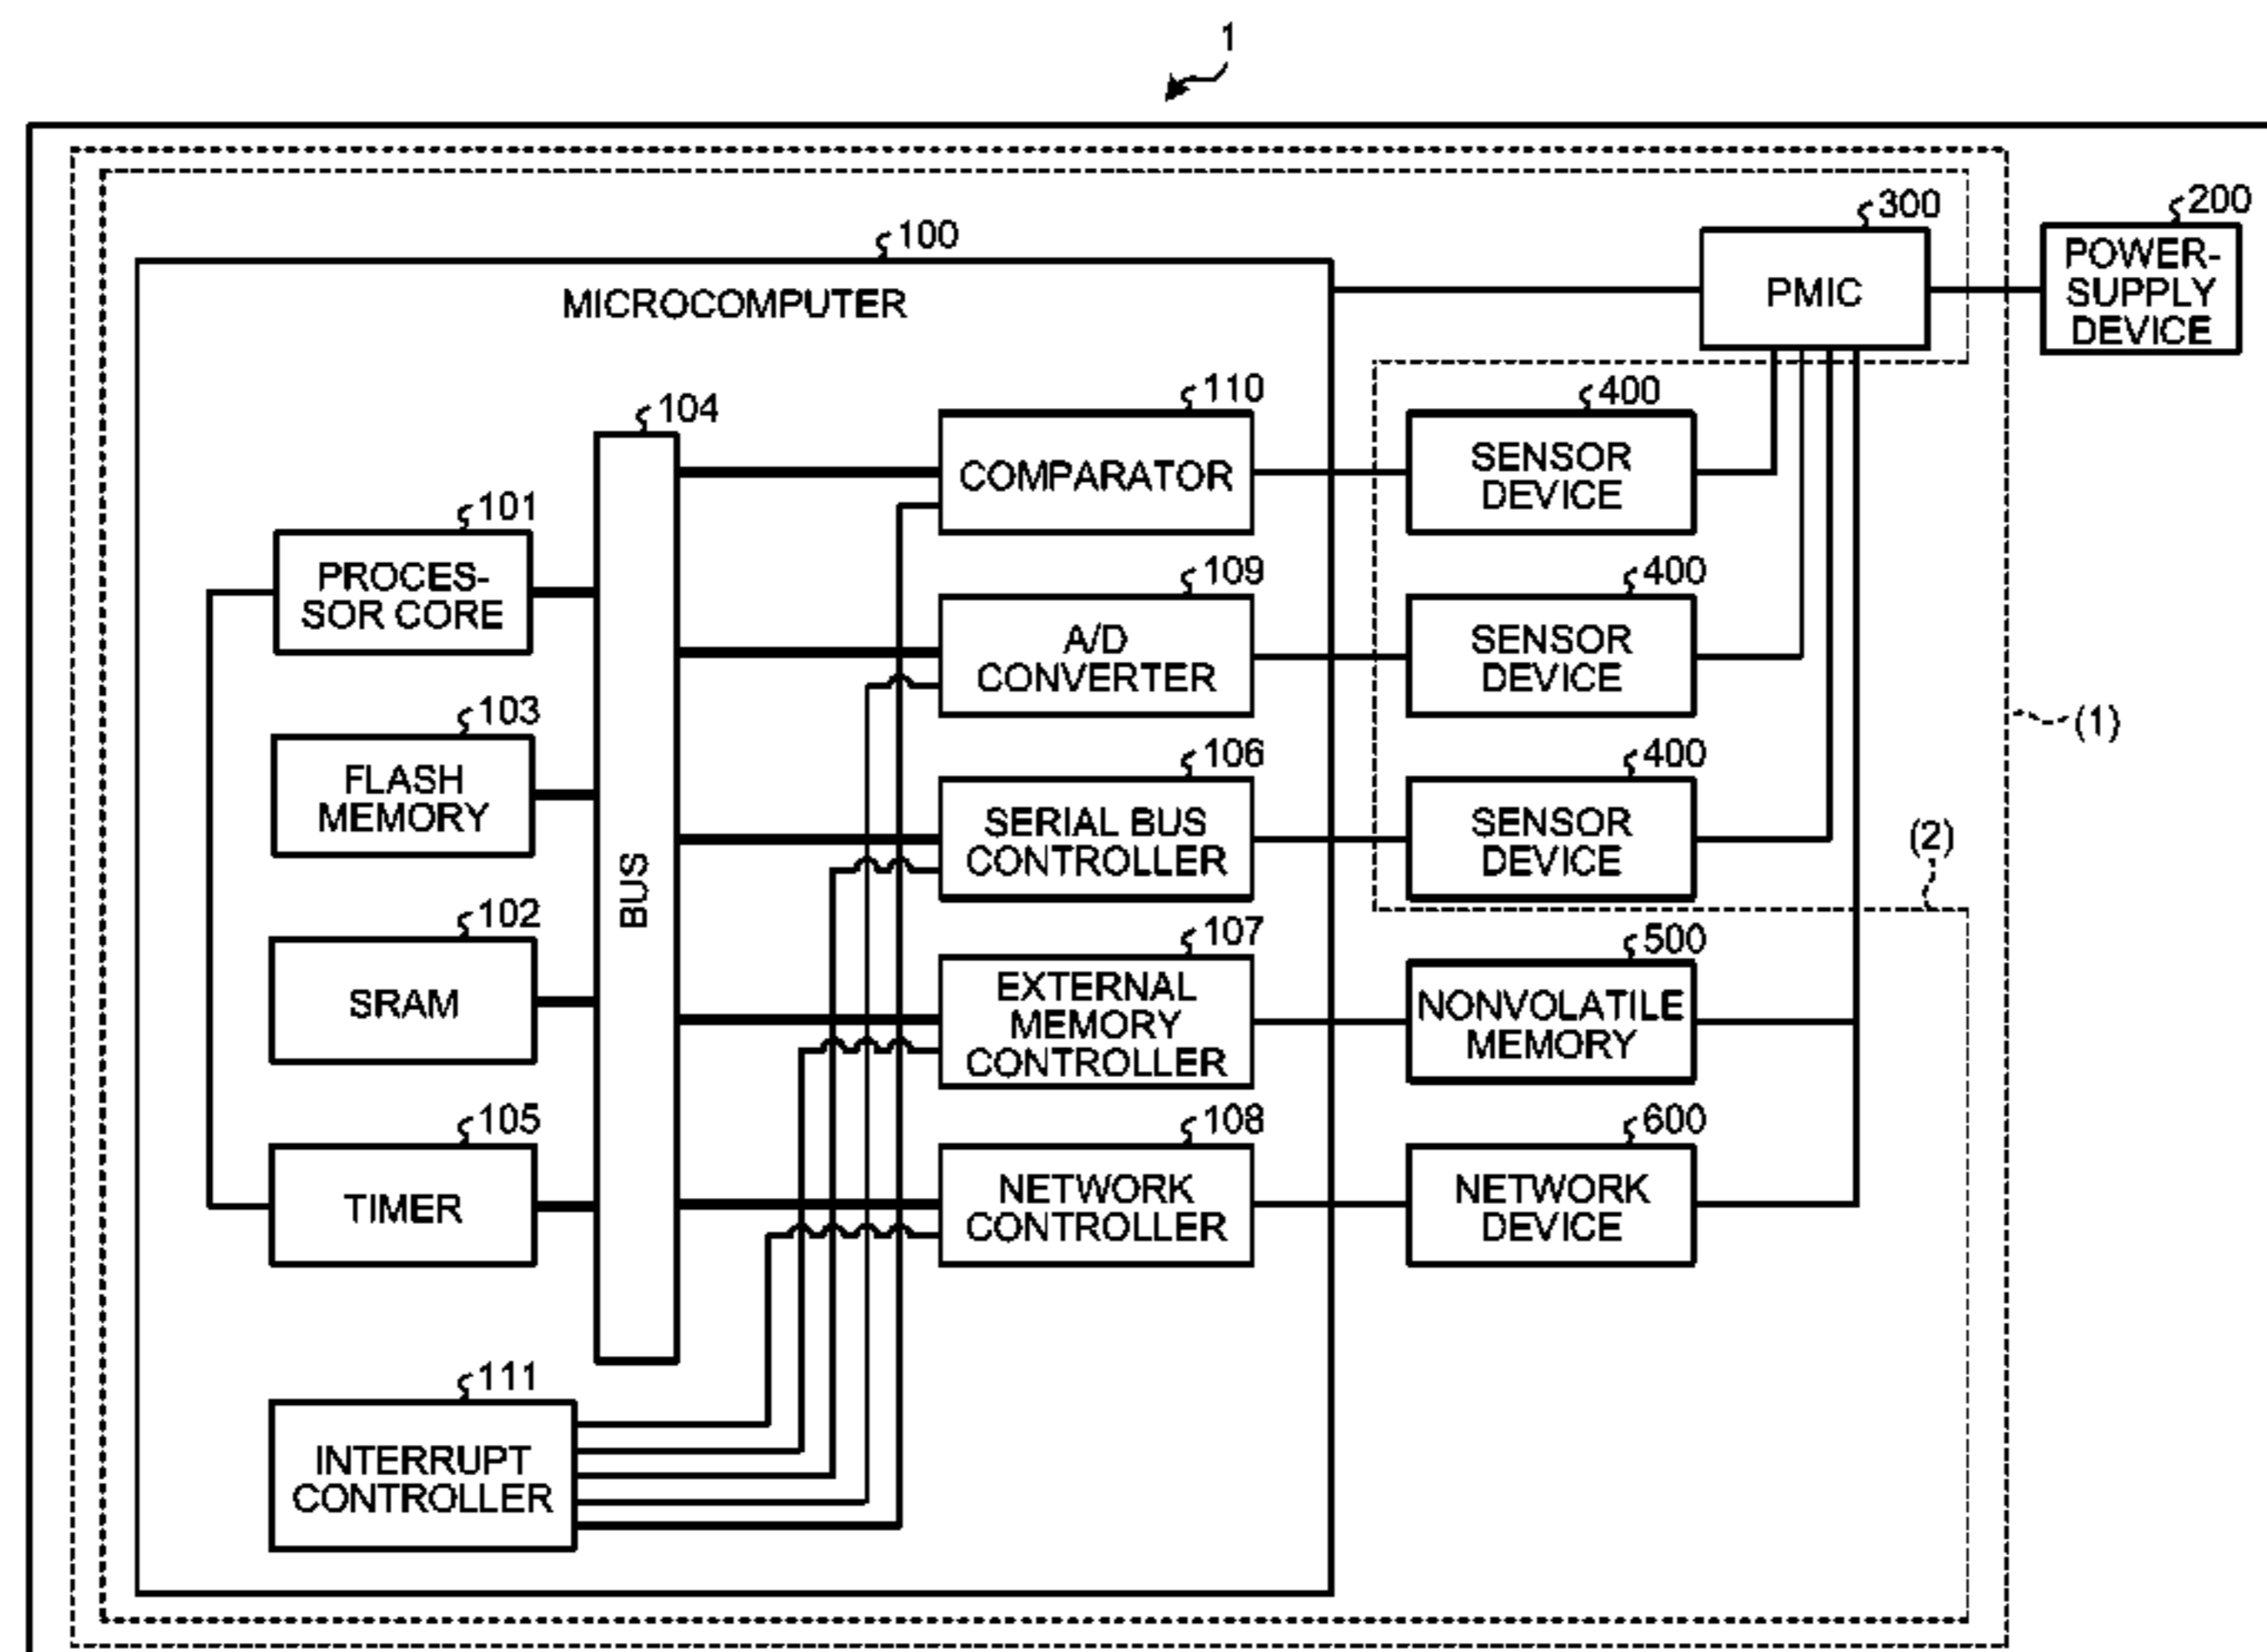 1
300
200
100
POWER-
SUPPLY
DEVICE
PMIC
MICROCOMPUTER
110
400
104
COMPARATOR
SENSOR
DEVICE
101
109
400
PROCES-
SOR CORE
A/D
CONVERTER
SENSOR
DEVICE
(1)
103
106
400
FLASH
MEMORY
SERIAL BUS
CONTROLLER
SENSOR
DEVICE
(2)
BUS
102
107
500
SRAM
EXTERNAL
MEMORY
CONTROLLER
NONVOLATILE
MEMORY
105
108
600
TIMER
NETWORK
CONTROLLER
NETWORK
DEVICE
111
INTERRUPT
CONTROLLER